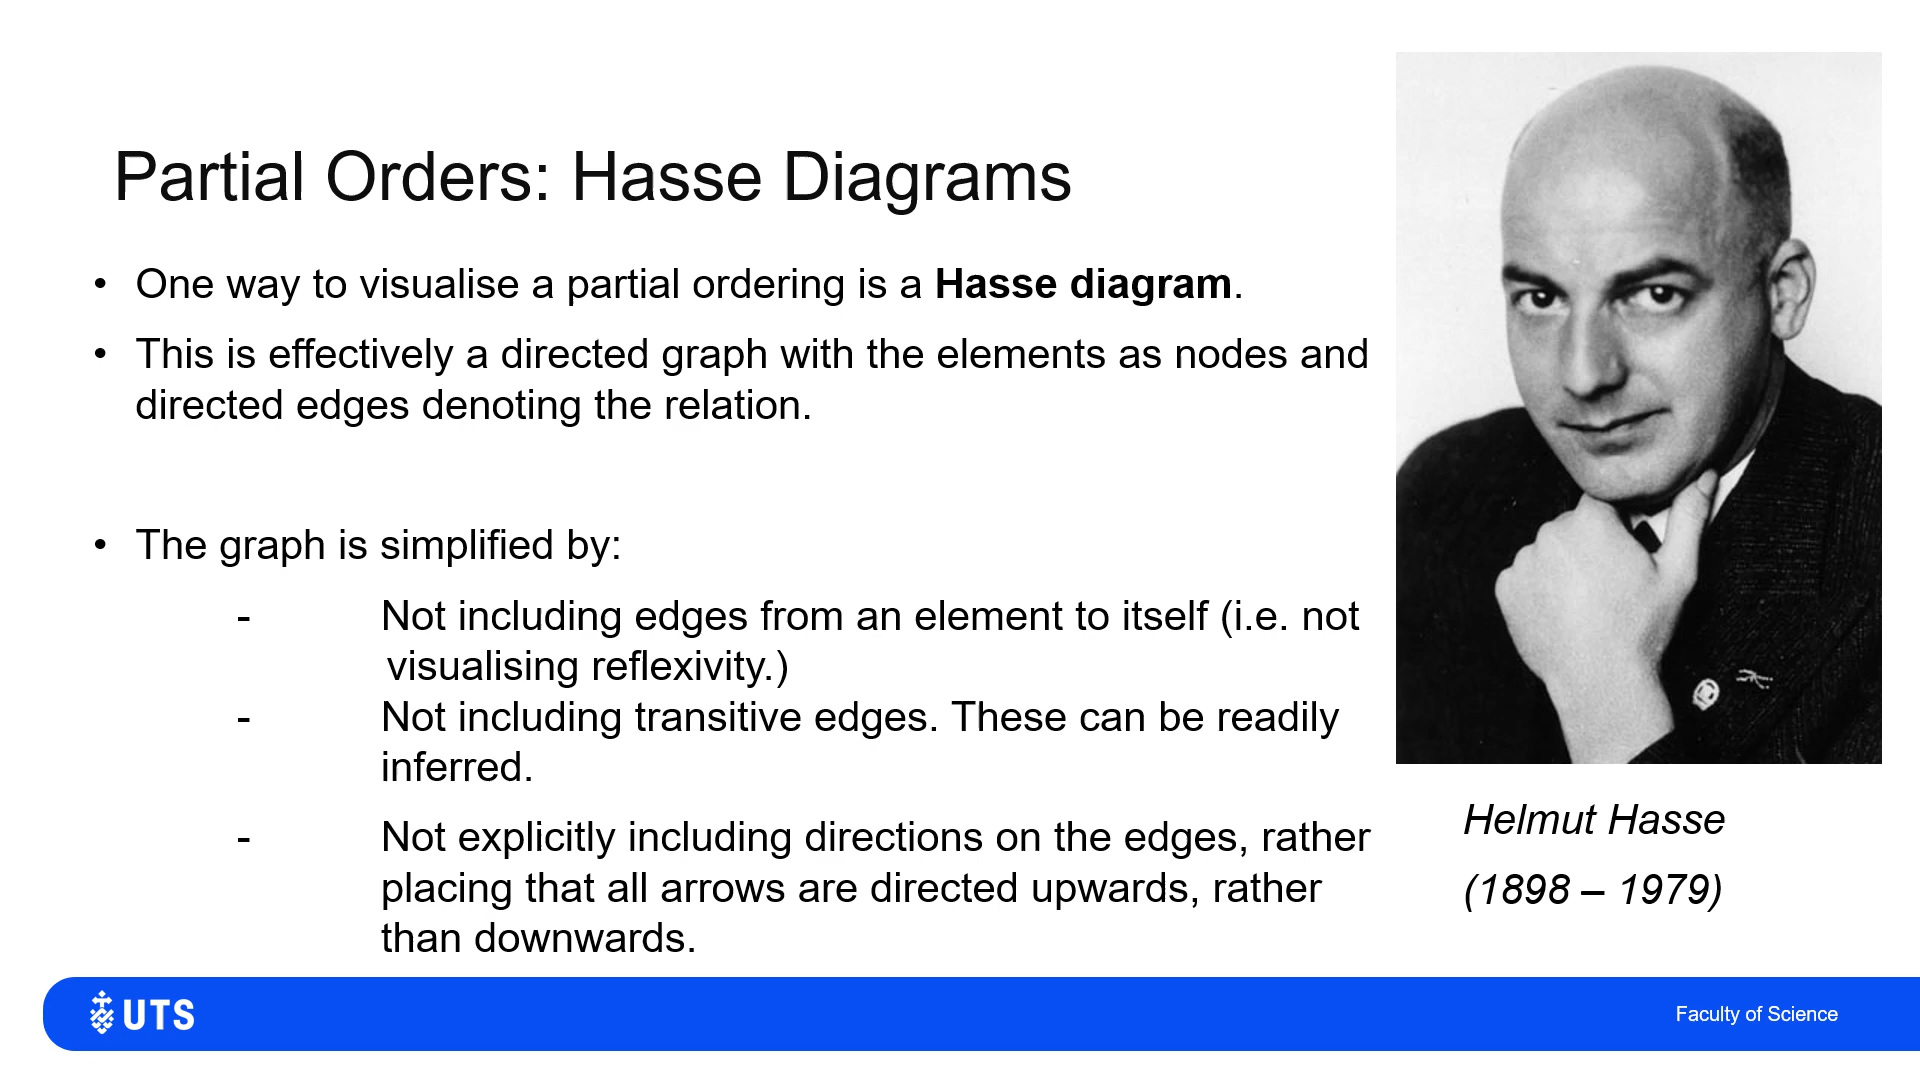 Partial Orders: Hasse Diagrams
• One way to visualise a partial ordering is a Hasse diagram.
• This is effectively a directed graph with the elements as nodes and
directed edges denoting the relation.
• The graph is simplified by:
- Not including edges from an element to itself (i.e. not
visualising reflexivity.)
- Not including transitive edges. These can be readily
inferred.
- Not explicitly including directions on the edges, rather
placing that all arrows are directed upwards, rather
than downwards.
Helmut Hasse
(1898 – 1979)
UTS
Faculty of Science